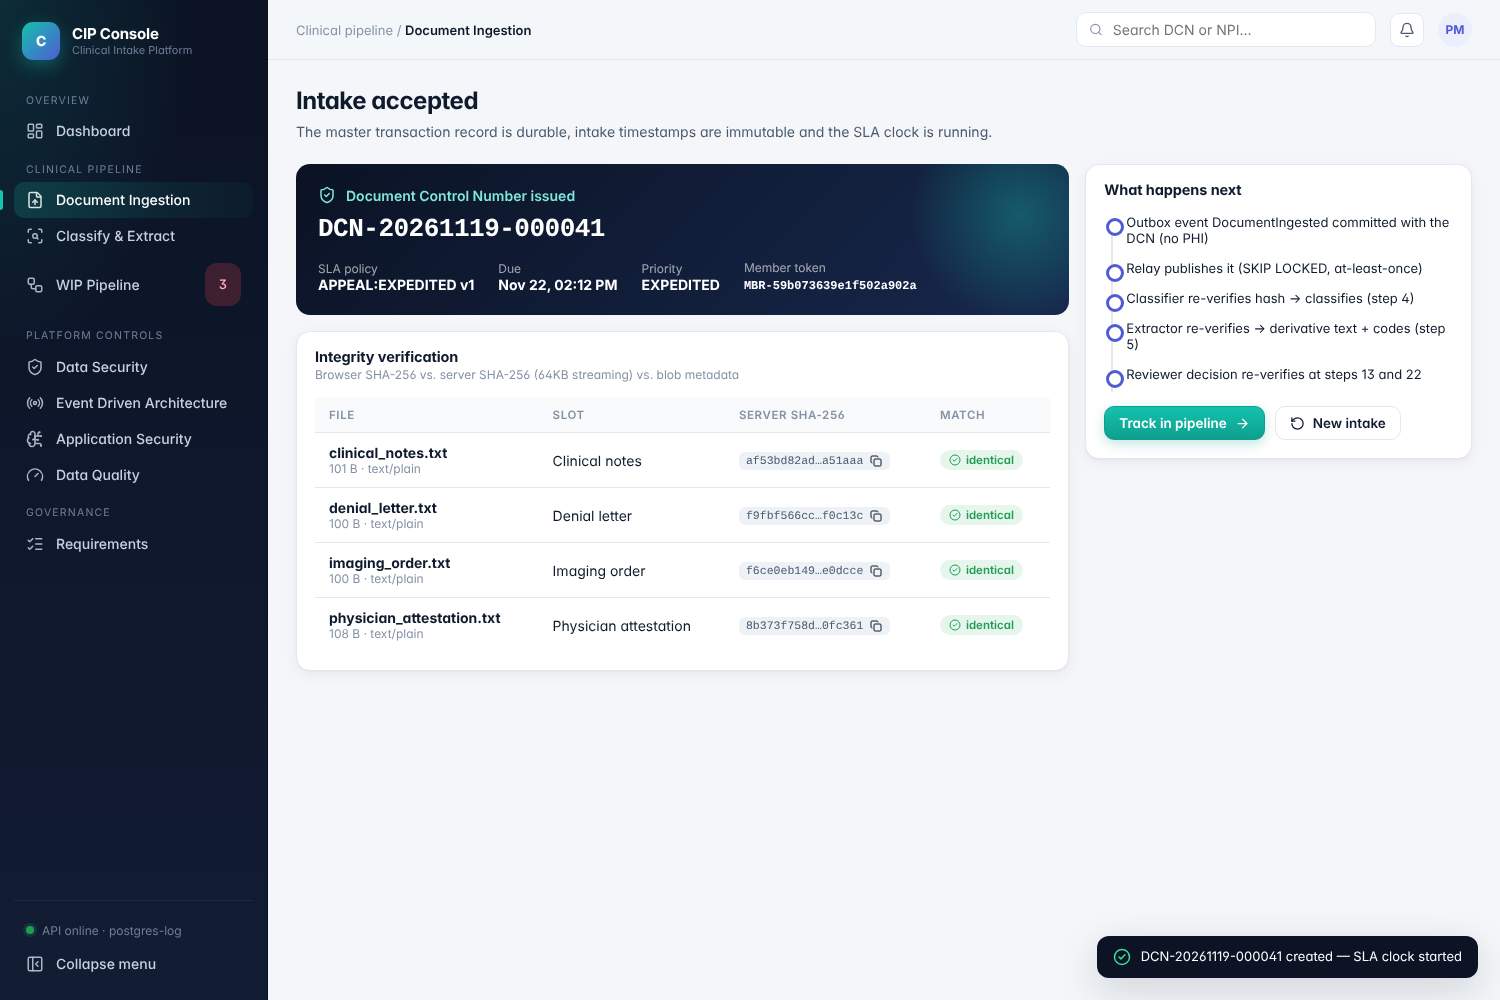 C
CIP Console
Clinical Intake Platform
OVERVIEW
Dashboard
CLINICAL PIPELINE
Document Ingestion
Classify & Extract
WIP Pipeline
3
PLATFORM CONTROLS
Data Security
Event Driven Architecture
Application Security
Data Quality
GOVERNANCE
Requirements
API online · postgres-log
Collapse menu
Clinical pipeline / Document Ingestion
Search DCN or NPI...
PM
Intake accepted
The master transaction record is durable, intake timestamps are immutable and the SLA clock is running.
Document Control Number issued
DCN-20261119-000041
SLA policy
APPEAL:EXPEDITED v1
Due
Nov 22, 02:12 PM
Priority
EXPEDITED
Member token
MBR-59b073639e1f502a902a
Integrity verification
Browser SHA-256 vs. server SHA-256 (64KB streaming) vs. blob metadata
FILE SLOT SERVER SHA-256 MATCH
clinical_notes.txt
101 B · text/plain
Clinical notes
af53bd82ad…a51aaa
identical
denial_letter.txt
100 B · text/plain
Denial letter
f9fbf566cc…f0c13c
identical
imaging_order.txt
100 B · text/plain
Imaging order
f6ce0eb149…e0dcce
identical
physician_attestation.txt
108 B · text/plain
Physician attestation
8b373f758d…0fc361
identical
What happens next
Outbox event DocumentIngested committed with the
DCN (no PHI)
Relay publishes it (SKIP LOCKED, at-least-once)
Classifier re-verifies hash → classifies (step 4)
Extractor re-verifies → derivative text + codes (step
5)
Reviewer decision re-verifies at steps 13 and 22
Track in pipeline →
New intake
DCN-20261119-000041 created — SLA clock started